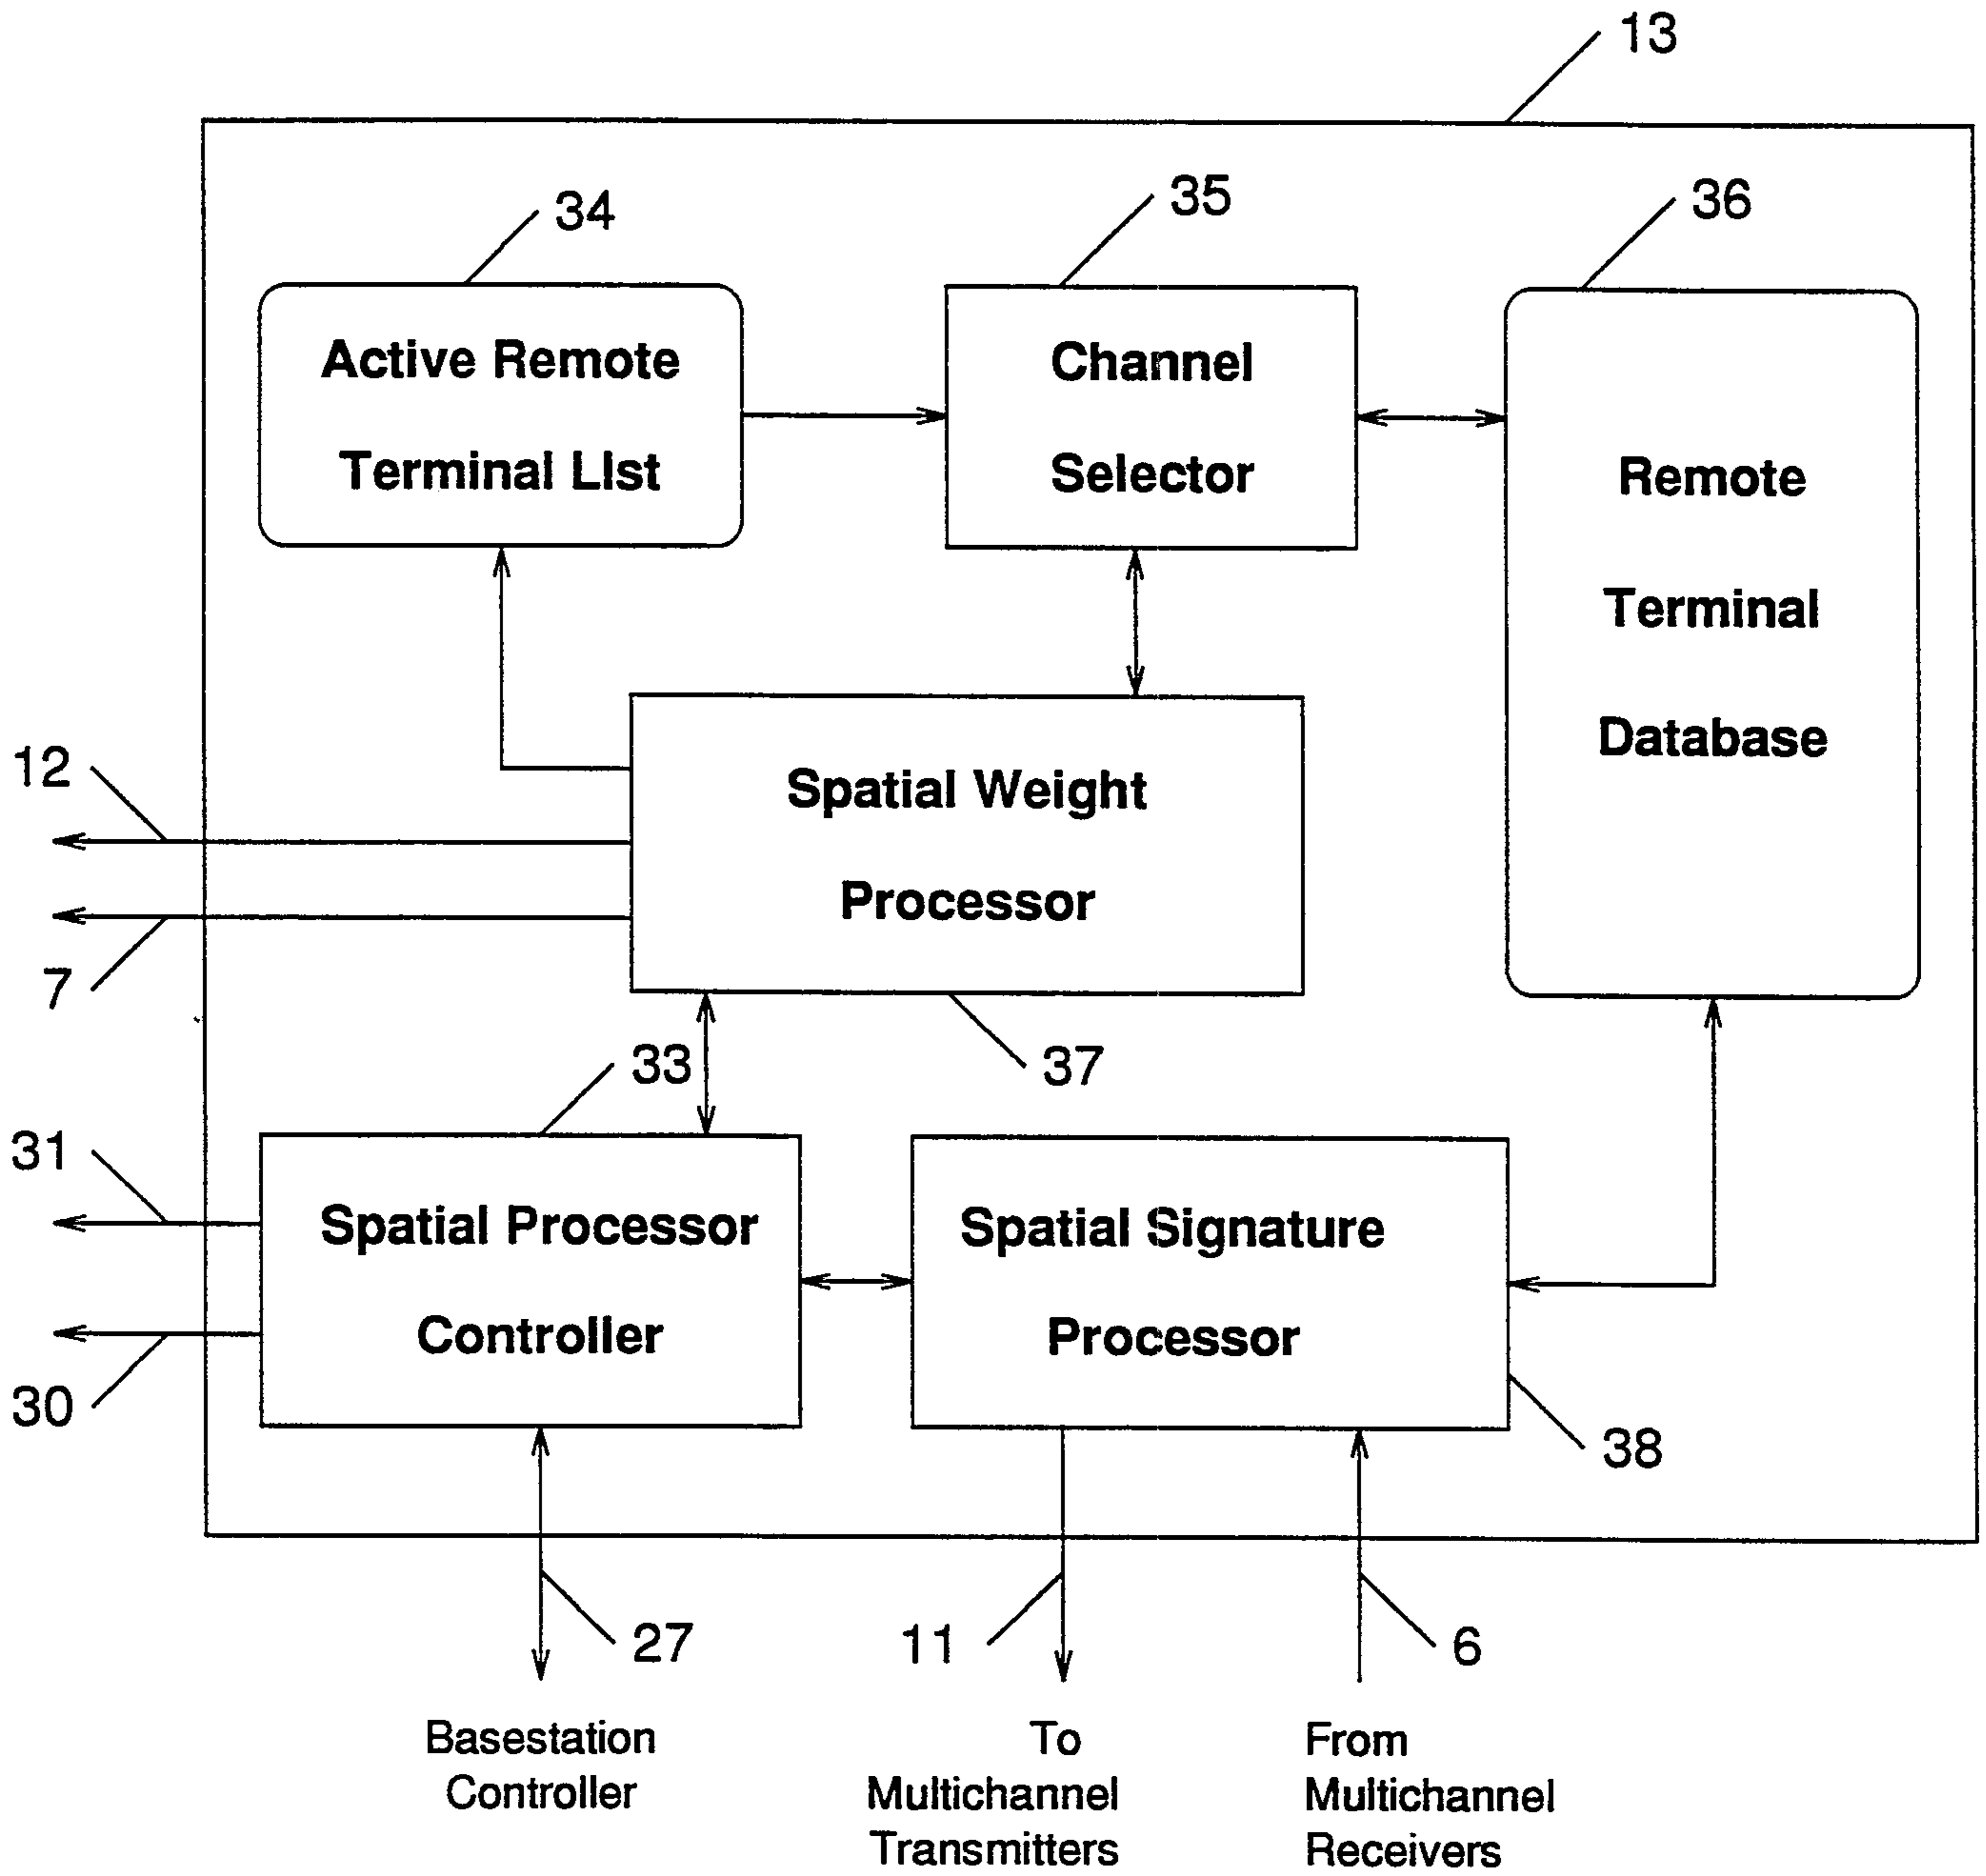 13
34
35
36
Active Remote
Terminal LIst
Channel
Selector
Remote
Terminal
Database
12
7
Spatial Weight
Processor
33
37
31
30
Spatial Processor
Controller
Spatial Signature
Processor
38
27
11
6
Basestation
Controller
To
Multichannel
Transmitters
From
Multichannel
Receivers